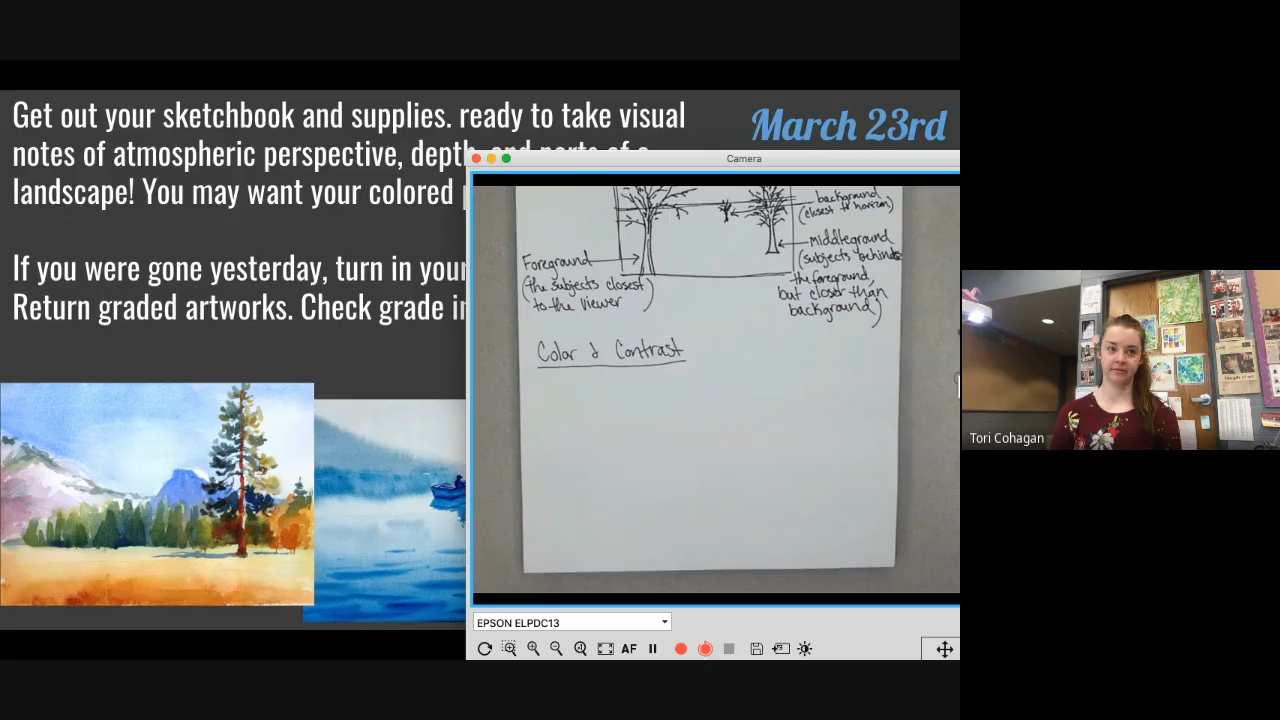 Get out your sketchbook and supplies. ready to take visual
notes of atmospheric perspective, depth, and parts of a
landscape! You may want your colored
If you were gone yesterday, turn in your
Return graded artworks. Check grade in
March 23rd
Camera
background
(closest to horizon)
Middleground
(subjects behind
the foreground,
but closer than
background)
Foreground
(the subjects closest
to the viewer)
Color & Contrast
EPSON ELPDC13
AF
Tori Cohagan